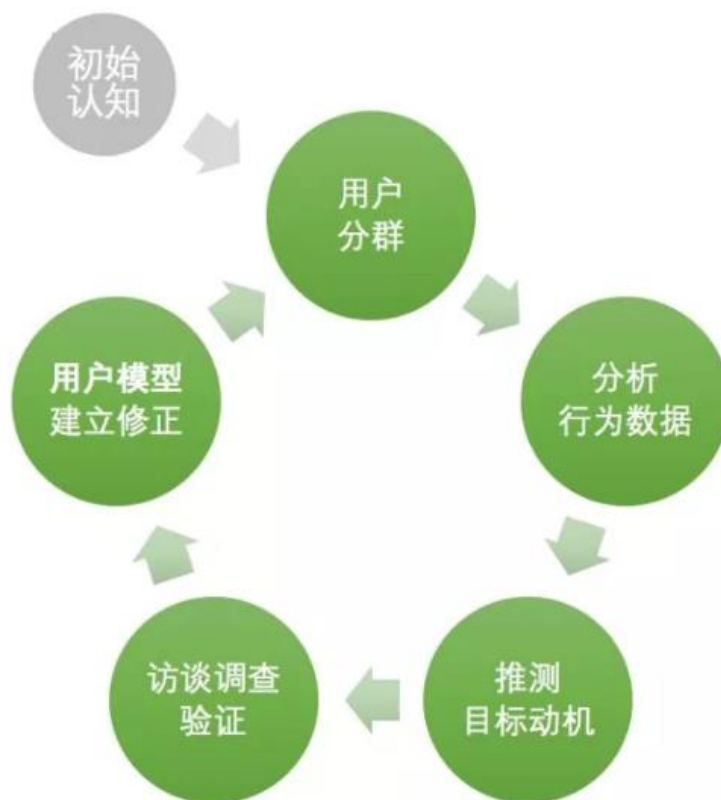 初始
认知
用户
分群
分析
行为数据
推测
目标动机
访谈调查
验证
用户模型
建立修正